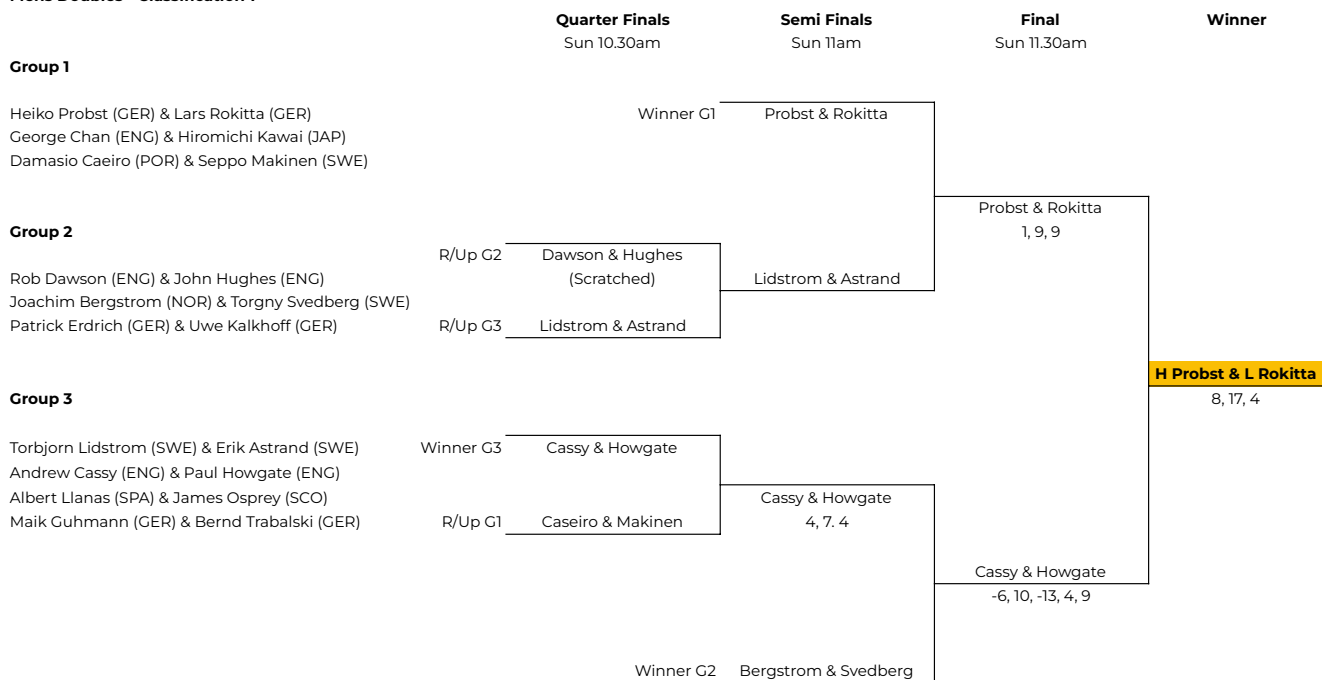 Quarter Finals Semi Finals Final Winner
Sun 10.30am Sun 11am Sun 11.30am
Group 1
Heiko Probst (GER) & Lars Rokitta (GER) Winner G1 Probst & Rokitta
George Chan (ENG) & Hiromichi Kawai (JAP)
Damasio Caeiro (POR) & Seppo Makinen (SWE)
Probst & Rokitta
Group 2 1, 9, 9
R/Up G2 Dawson & Hughes
Rob Dawson (ENG) & John Hughes (ENG) (Scratched) Lidstrom & Astrand
Joachim Bergstrom (NOR) & Torgny Svedberg (SWE)
Patrick Erdrich (GER) & Uwe Kalkhoff (GER) R/Up G3 Lidstrom & Astrand
H Probst & L Rokitta
Group 3 8, 17, 4
Torbjorn Lidstrom (SWE) & Erik Astrand (SWE) Winner G3 Cassy & Howgate
Andrew Cassy (ENG) & Paul Howgate (ENG)
Albert Llanas (SPA) & James Osprey (SCO) Cassy & Howgate
Maik Guhmann (GER) & Bernd Trabalski (GER) R/Up G1 Caseiro & Makinen 4, 7. 4
Cassy & Howgate
-6, 10, -13, 4, 9
Winner G2 Bergstrom & Svedberg